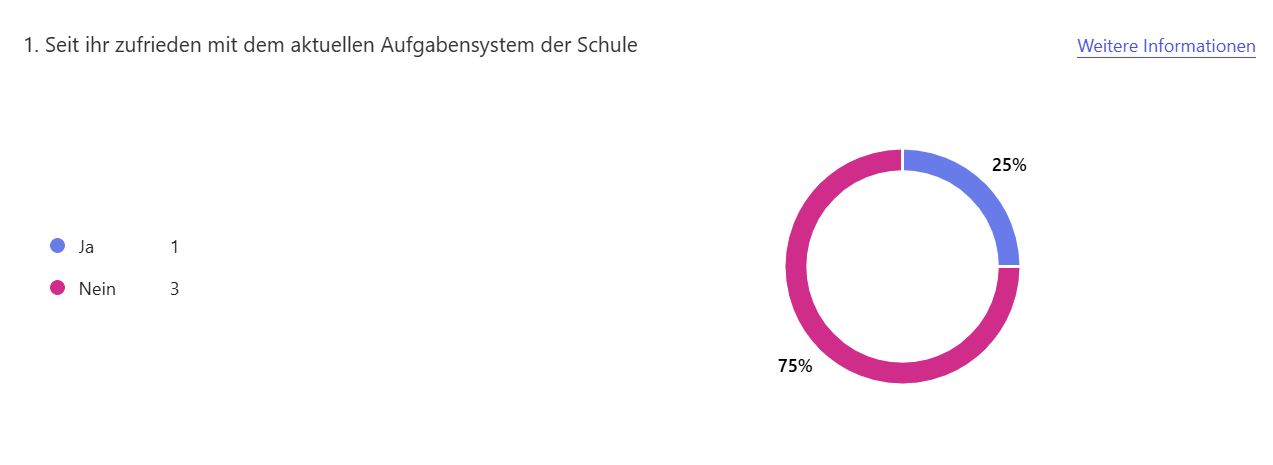 1. Seit ihr zufrieden mit dem aktuellen Aufgabensystem der Schule
Weitere Informationen
25%
Ja 1
Nein 3
75%